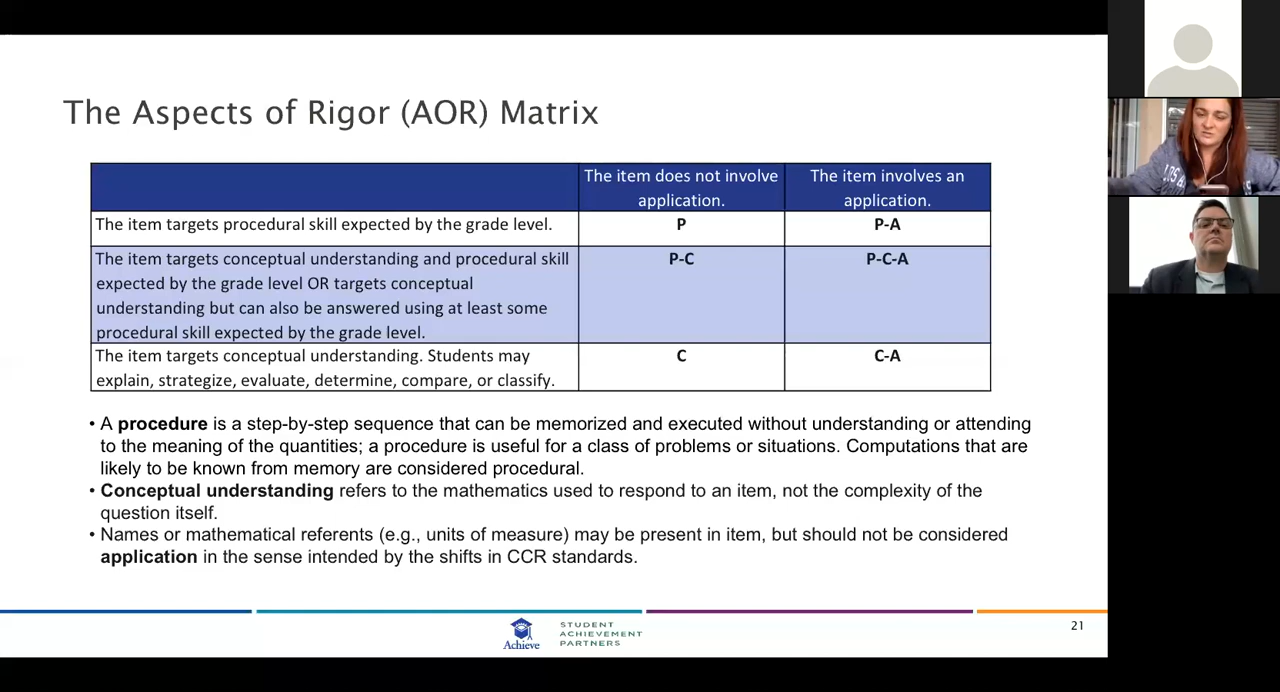 The Aspects of Rigor (AOR) Matrix
The item does not involve application.
The item involves an application.
The item targets procedural skill expected by the grade level.
P
P-A
The item targets conceptual understanding and procedural skill
expected by the grade level OR targets conceptual
understanding but can also be answered using at least some
procedural skill expected by the grade level.
P-C
P-C-A
The item targets conceptual understanding. Students may
explain, strategize, evaluate, determine, compare, or classify.
C
C-A
• A procedure is a step-by-step sequence that can be memorized and executed without understanding or attending
to the meaning of the quantities; a procedure is useful for a class of problems or situations. Computations that are
likely to be known from memory are considered procedural.
• Conceptual understanding refers to the mathematics used to respond to an item, not the complexity of the
question itself.
• Names or mathematical referents (e.g., units of measure) may be present in item, but should not be considered
application in the sense intended by the shifts in CCR standards.
Achieve
STUDENT
ACHIEVEMENT
PARTNERS
21